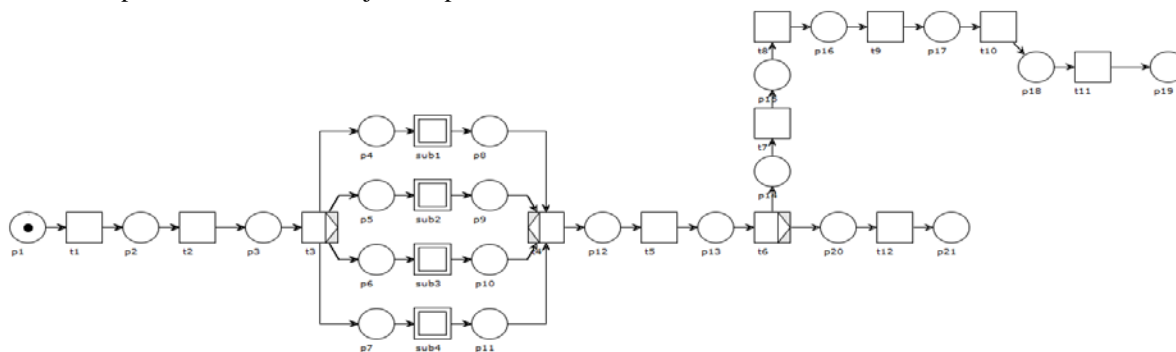 t8 p16 t9 p17 t10
p18 t11 p19
p15
t7
p4 sub1 p8
p14
p5 sub2 p9
p1 t1 p2 t2 p3 t3 t4 p12 t5 p13 t6 p20 t12 p21
p6 sub3 p10
p7 sub4 p11